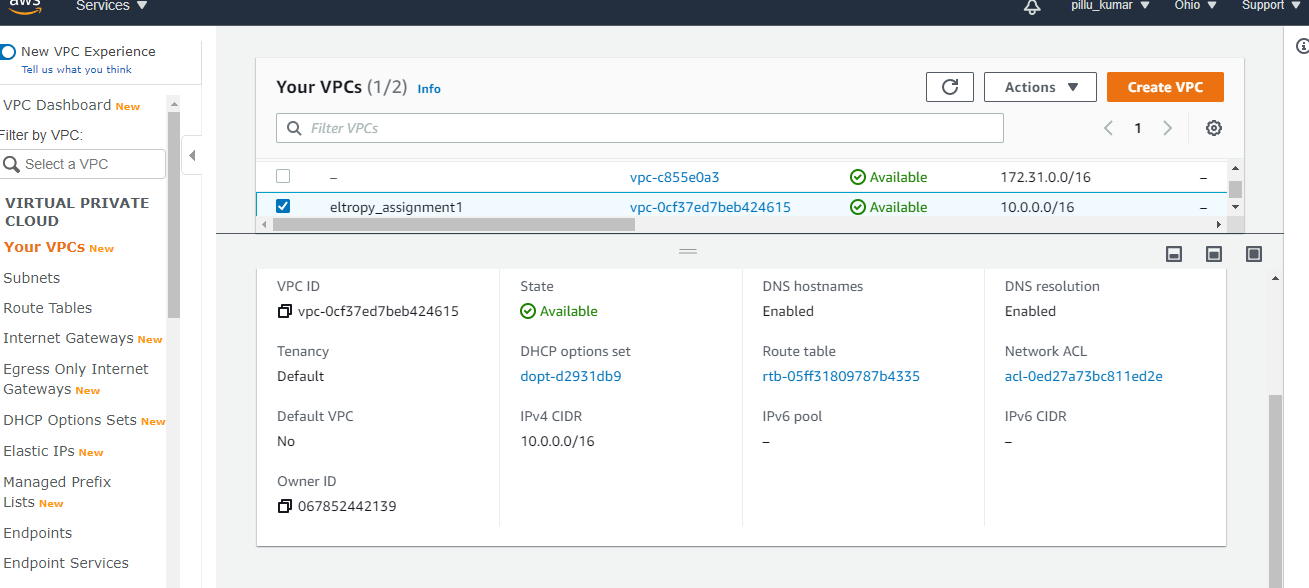 aws
Services
pillu_kumar
Ohio
Support
New VPC Experience
Tell us what you think
VPC Dashboard New
Filter by VPC:
Select a VPC
VIRTUAL PRIVATE
CLOUD
Your VPCs New
Subnets
Route Tables
Internet Gateways New
Egress Only Internet
Gateways New
DHCP Options Sets New
Elastic IPs New
Managed Prefix
Lists New
Endpoints
Endpoint Services
Your VPCs (1/2) Info
Actions
Create VPC
Filter VPCs
1
– vpc-c855e0a3 Available 172.31.0.0/16 –
eltropy_assignment1 vpc-0cf37ed7beb424615 Available 10.0.0.0/16 –
VPC ID
vpc-0cf37ed7beb424615
State
Available
DNS hostnames
Enabled
DNS resolution
Enabled
Tenancy
Default
DHCP options set
dopt-d2931db9
Route table
rtb-05ff31809787b4335
Network ACL
acl-0ed27a73bc811ed2e
Default VPC
No
IPv4 CIDR
10.0.0.0/16
IPv6 pool
–
IPv6 CIDR
–
Owner ID
067852442139